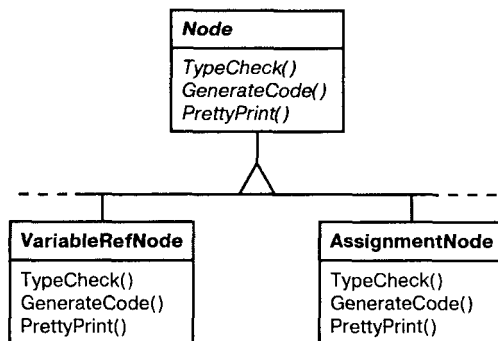 Node
TypeCheck()
GenerateCode()
PrettyPrint()
VariableRefNode
TypeCheck()
GenerateCode()
PrettyPrint()
AssignmentNode
TypeCheck()
GenerateCode()
PrettyPrint()